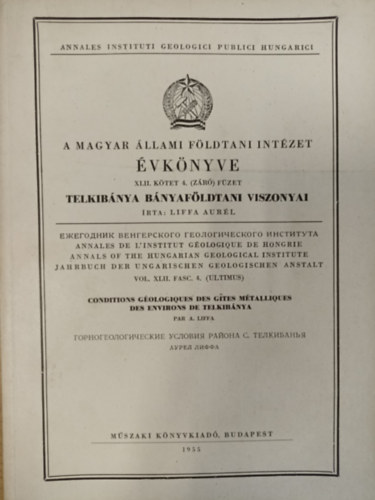 ANNALES INSTITUTI GEOLOGICI PUBLICI HUNGARICI
A MAGYAR ÁLLAMI FÖLDTANI INTÉZET
ÉVKÖNYVE
XLII. KÖTET 4. (ZÁRÓ) FÜZET
TELKIBÁNYA BÁNYAFÖLDTANI VISZONYAI
ÍRTA: LIFFA AURÉL
ЕЖЕГОДНИК ВЕНГЕРСКОГО ГЕОЛОГИЧЕСКОГО ИНСТИТУТА
ANNALES DE L'INSTITUT GÉOLOGIQUE DE HONGRIE
ANNALS OF THE HUNGARIAN GEOLOGICAL INSTITUTE
JAHRBUCH DER UNGARISCHEN GEOLOGISCHEN ANSTALT
VOL. XLII. FASC. 4. (ULTIMUS)
CONDITIONS GÉOLOGIQUES DES GÎTES MÉTALLIQUES
DES ENVIRONS DE TELKIBÁNYA
PAR A. LIFFA
ГОРНОГЕОЛОГИЧЕСКИЕ УСЛОВИЯ РАЙОНА С. ТЕЛКИБАНЬЯ
АУРЕЛ ЛИФФА
MŰSZAKI KÖNYVKIADÓ, BUDAPEST
1955